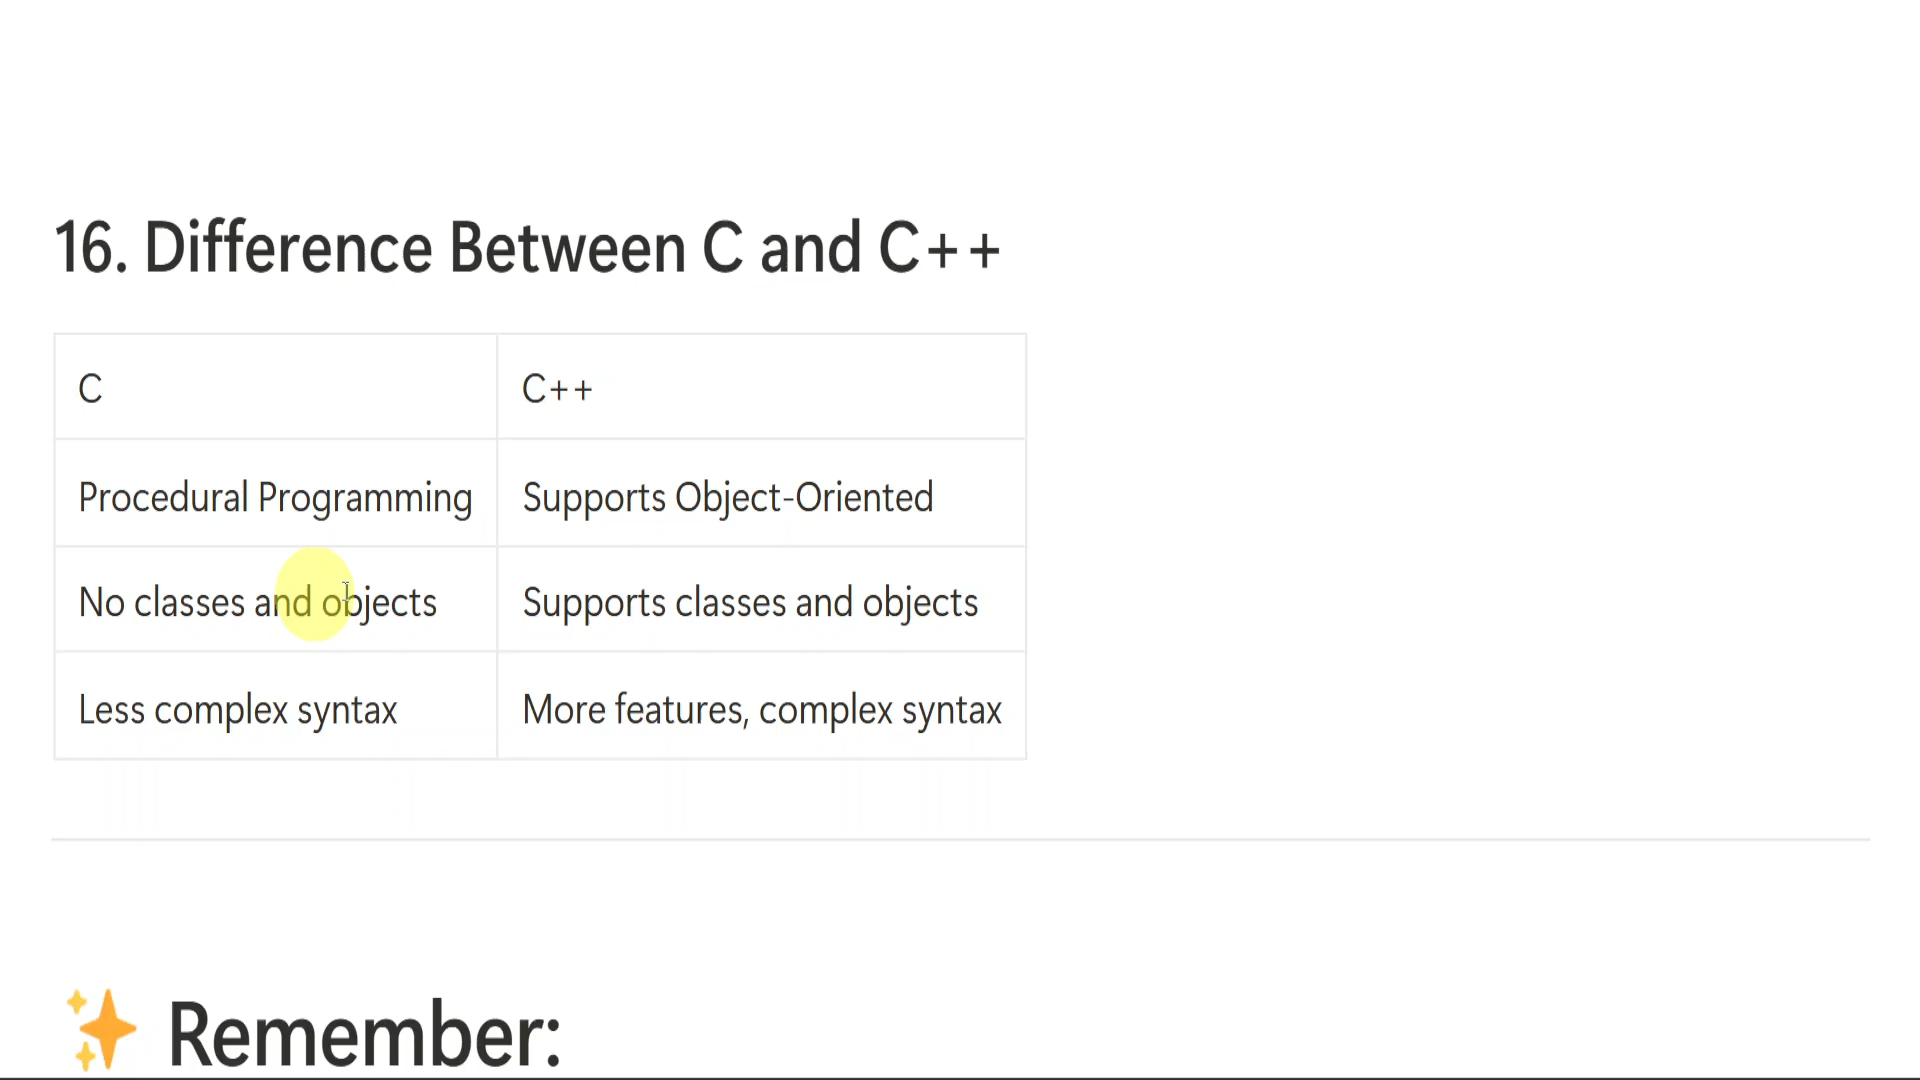 16. Difference Between C and C++
C
C++
Procedural Programming
Supports Object-Oriented
No classes and objects
Supports classes and objects
Less complex syntax
More features, complex syntax
✨ Remember: